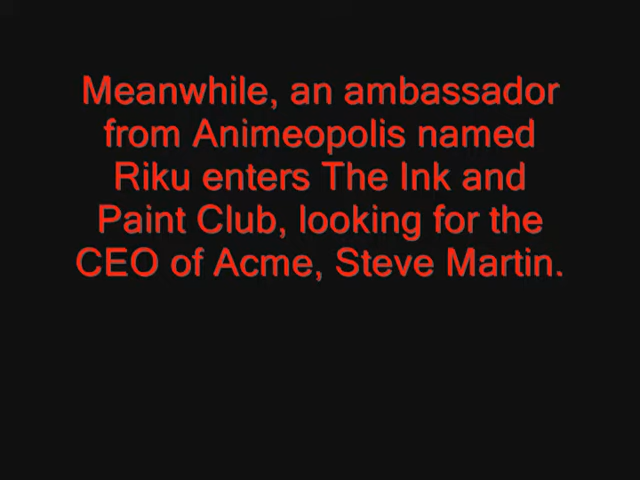 Meanwhile, an ambassador
from Animeopolis named
Riku enters The Ink and
Paint Club, looking for the
CEO of Acme, Steve Martin.